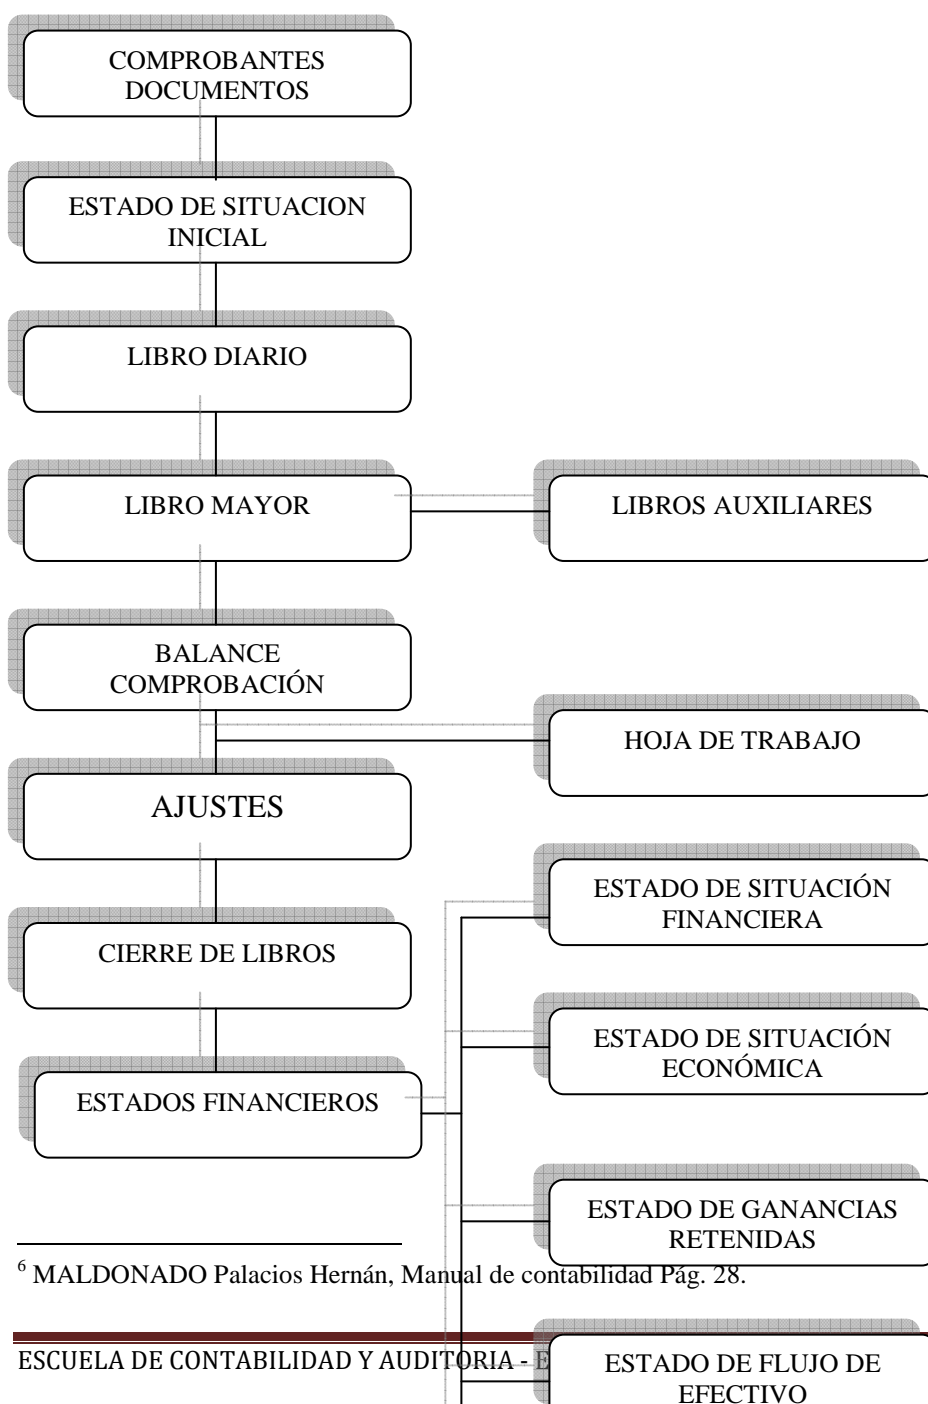 COMPROBANTES
DOCUMENTOS
ESTADO DE SITUACION
INICIAL
LIBRO DIARIO
LIBRO MAYOR
LIBROS AUXILIARES
BALANCE
COMPROBACIÓN
HOJA DE TRABAJO
AJUSTES
ESTADO DE SITUACIÓN
FINANCIERA
CIERRE DE LIBROS
ESTADO DE SITUACIÓN
ECONÓMICA
ESTADOS FINANCIEROS
ESTADO DE GANANCIAS
RETENIDAS
6 MALDONADO Palacios Hernán, Manual de contabilidad Pág. 28.
ESCUELA DE CONTABILIDAD Y AUDITORIA -
ESTADO DE FLUJO DE
EFECTIVO